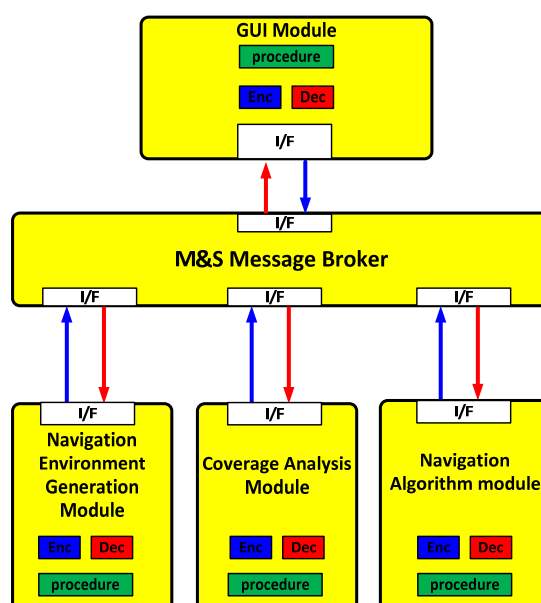 GUI Module
procedure
Enc Dec
I/F
I/F
M&S Message Broker
I/F I/F I/F
I/F I/F I/F
Navigation
Environment
Generation
Module
Coverage Analysis
Module
Navigation
Algorithm module
Enc Dec Enc Dec Enc Dec
procedure procedure procedure